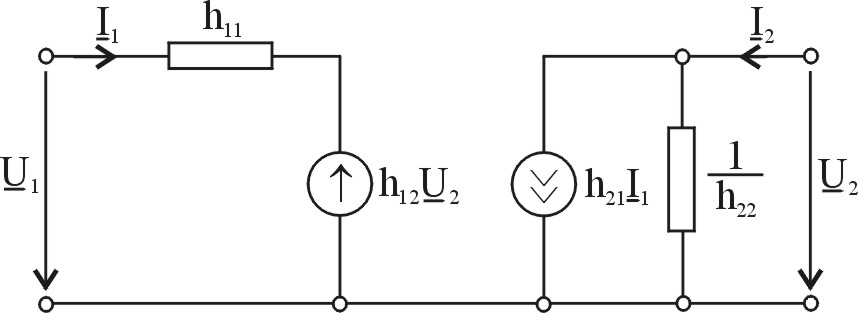 I₁
h₁₁
I₂
U₁
h₁₂U₂
h₂₁I₁
1
h₂₂
U₂